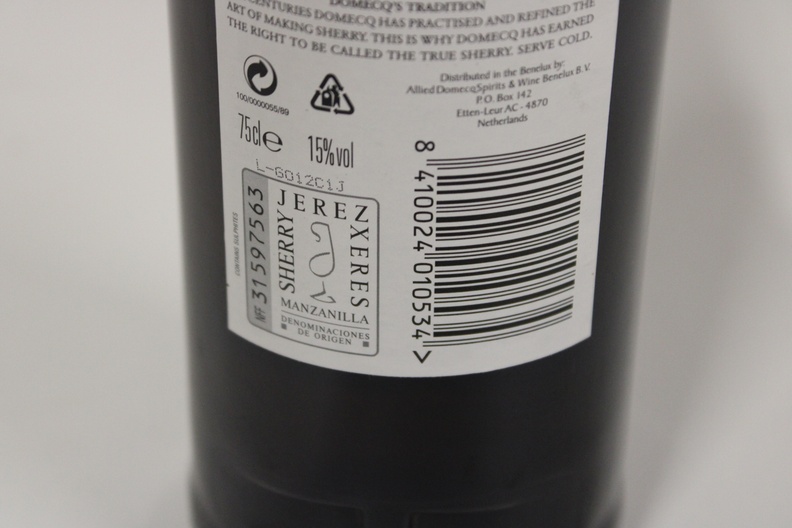 DOMECQ'S TRADITION
CENTURIES DOMECQ HAS PRACTISED AND REFINED THE
ART OF MAKING SHERRY. THIS IS WHY DOMECQ HAS EARNED
THE RIGHT TO BE CALLED THE TRUE SHERRY. SERVE COLD.
100/0000055/89
Distributed in the Benelux by:
Allied Domecq Spirits & Wine Benelux B.V.
P.O. Box 142
Etten-Leur AC - 4870
Netherlands
75cl e
15%vol
L-G012C1J
CONTAINS SULPHITES
Nº 31597563
JEREZ
XERES
SHERRY
MANZANILLA
DENOMINACIONES
DE ORIGEN
8 410024 010534 >